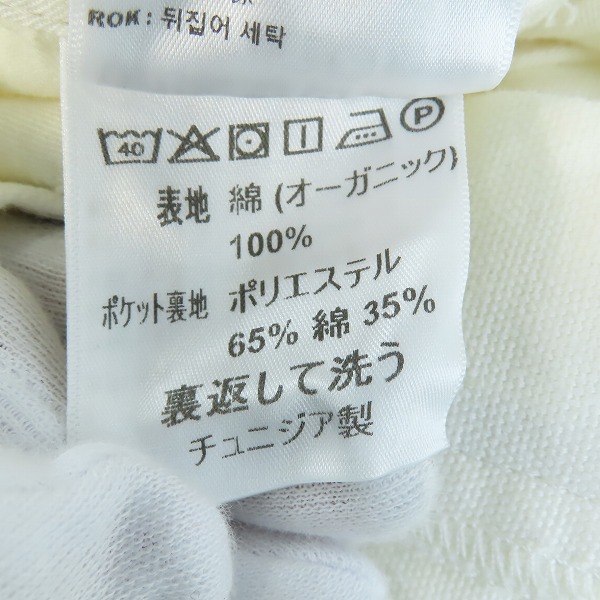 ROK: 뒤집어 세탁
40 P
表地 綿 (オーガニック)
100%
ポケット裏地 ポリエステル
65% 綿 35%
裏返して洗う
チュニジア製